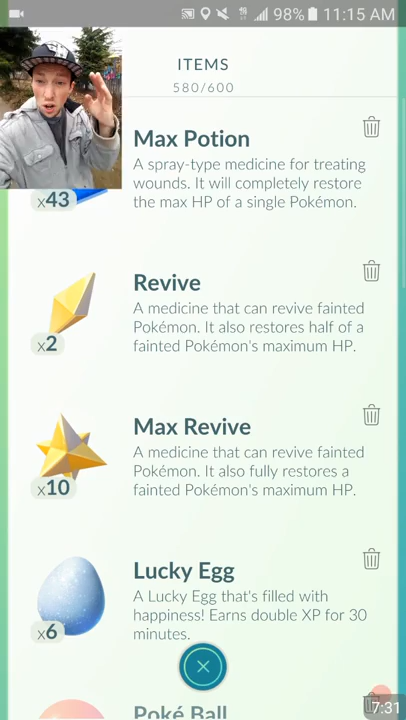 98% 11:15 AM
ITEMS
580/600
Max Potion
A spray-type medicine for treating
wounds. It will completely restore
the max HP of a single Pokémon.
x43
Revive
A medicine that can revive fainted
Pokémon. It also restores half of a
fainted Pokémon's maximum HP.
x2
Max Revive
A medicine that can revive fainted
Pokémon. It also fully restores a
fainted Pokémon's maximum HP.
x10
Lucky Egg
A Lucky Egg that's filled with
happiness! Earns double XP for 30
minutes.
x6
Poké Ball
7:31